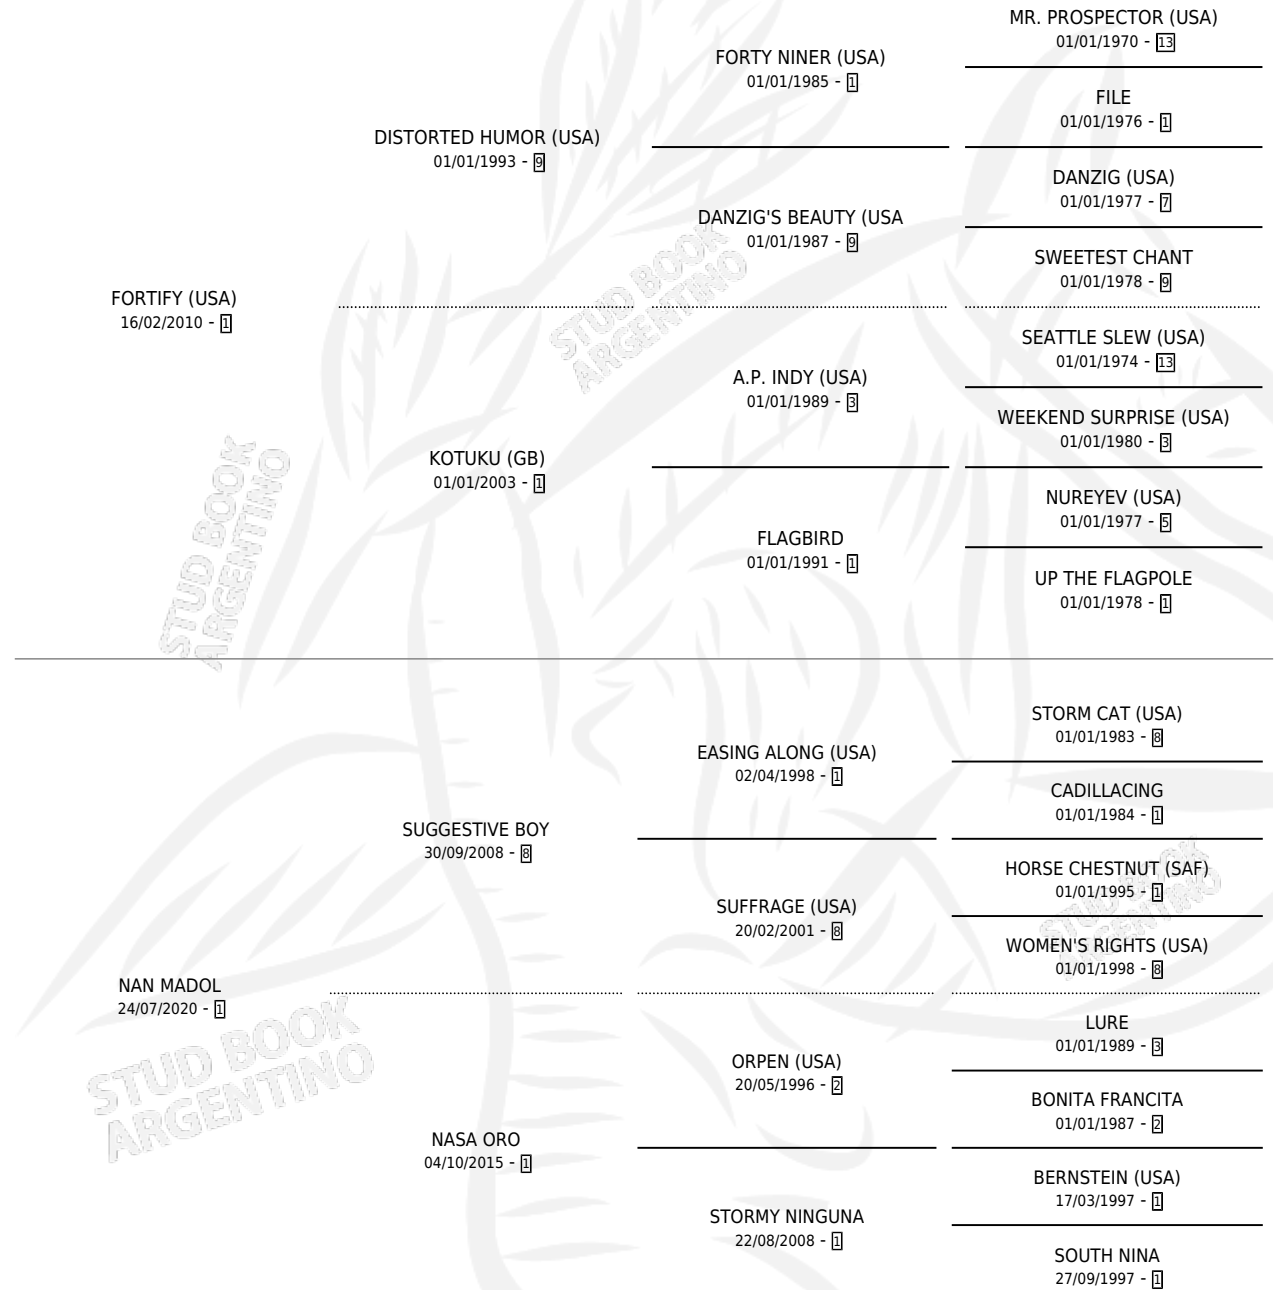 MR. PROSPECTOR (USA)
01/01/1970 - 13
FORTY NINER (USA)
01/01/1985 - 1
FILE
01/01/1976 - 1
DISTORTED HUMOR (USA)
01/01/1993 - 9
DANZIG (USA)
01/01/1977 - 7
DANZIG'S BEAUTY (USA
01/01/1987 - 9
SWEETEST CHANT
01/01/1978 - 9
FORTIFY (USA)
16/02/2010 - 1
STUD BOOK
ARGENTINO
SEATTLE SLEW (USA)
01/01/1974 - 13
A.P. INDY (USA)
01/01/1989 - 3
WEEKEND SURPRISE (USA)
01/01/1980 - 3
KOTUKU (GB)
01/01/2003 - 1
NUREYEV (USA)
01/01/1977 - 5
FLAGBIRD
01/01/1991 - 1
UP THE FLAGPOLE
01/01/1978 - 1
STUD BOOK
ARGENTINO
STORM CAT (USA)
01/01/1983 - 8
EASING ALONG (USA)
02/04/1998 - 1
CADILLACING
01/01/1984 - 1
SUGGESTIVE BOY
30/09/2008 - 8
HORSE CHESTNUT (SAF)
01/01/1995 - 1
STUD BOOK
ARGENTINO
SUFFRAGE (USA)
20/02/2001 - 8
WOMEN'S RIGHTS (USA)
01/01/1998 - 8
NAN MADOL
24/07/2020 - 1
STUD BOOK
ARGENTINO
LURE
01/01/1989 - 3
ORPEN (USA)
20/05/1996 - 2
BONITA FRANCITA
01/01/1987 - 2
NASA ORO
04/10/2015 - 1
BERNSTEIN (USA)
17/03/1997 - 1
STORMY NINGUNA
22/08/2008 - 1
SOUTH NINA
27/09/1997 - 1